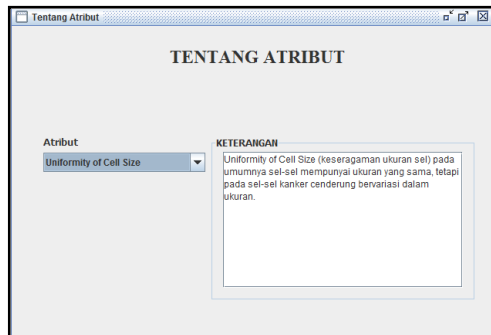 Tentang Atribut
TENTANG ATRIBUT
Atribut
Uniformity of Cell Size
KETERANGAN
Uniformity of Cell Size (keseragaman ukuran sel) pada
umumnya sel-sel mempunyai ukuran yang sama, tetapi
pada sel-sel kanker cenderung bervariasi dalam
ukuran.